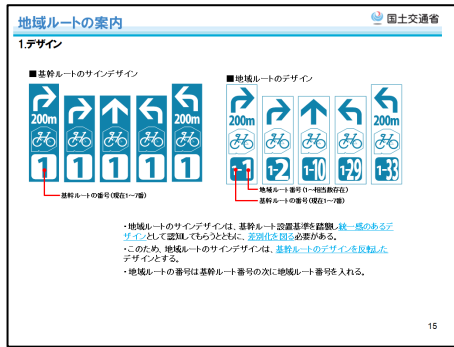 地域ルートの案内
国土交通省
1.デザイン
■基幹ルートのサインデザイン
■地域ルートのデザイン
200m
200m
1
1
1
1
1
200m
200m
1-1
1-2
1-10
1-29
1-33
基幹ルートの番号(現在1～7番)
地域ルート番号(1～相当数存在)
基幹ルートの番号(現在1～7番)
・地域ルートのサインデザインは、基幹ルート設置基準を踏襲し統一感のあるデ
ザインとして認知してもらうとともに、差別化を図る必要がある。
・このため、地域ルートのサインデザインは、基幹ルートのデザインを反転した
デザインとする。
・地域ルートの番号は基幹ルート番号の次に地域ルート番号を入れる。
15